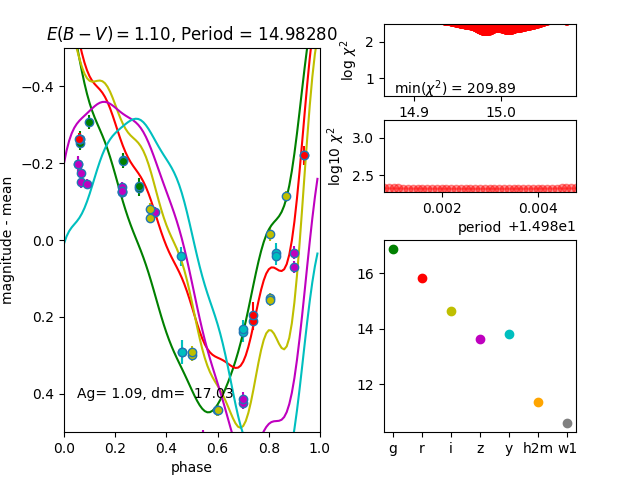 E(B − V) = 1.10, Period = 14.98280
−0.4
−0.2
0.0
0.2
0.4
magnitude - mean
Ag= 1.09, dm= 17.03
0.0 0.2 0.4 0.6 0.8 1.0
phase
2
1
log χ²
min(χ²) = 209.89
14.9 15.0
3.0
2.5
log10 χ²
0.002 0.004
period +1.498e1
16
14
12
g r i z y h2m w1